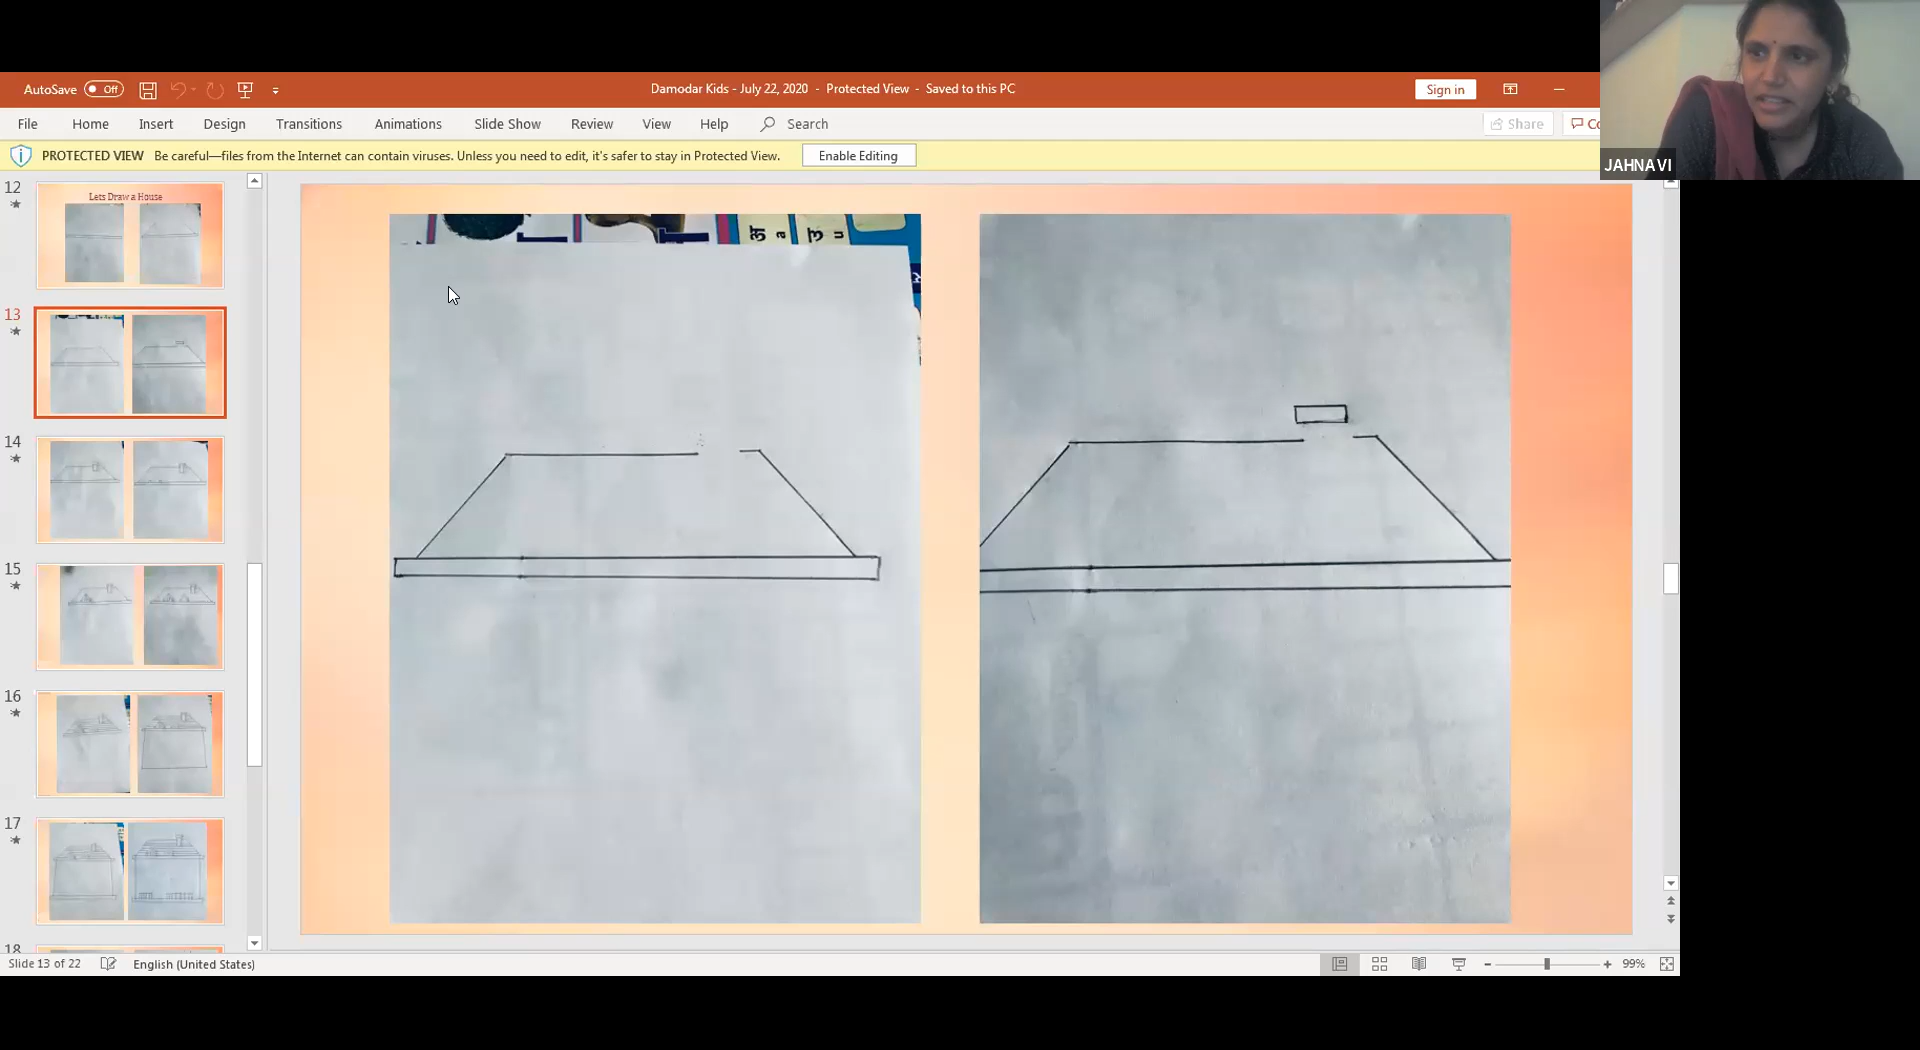 AutoSave Off
Damodar Kids - July 22, 2020 - Protected View - Saved to this PC
Sign in
JAHNAVI
File Home Insert Design Transitions Animations Slide Show Review View Help Search
Share
PROTECTED VIEW Be careful—files from the Internet can contain viruses. Unless you need to edit, it's safer to stay in Protected View. Enable Editing
12
Lets Draw a House
13
14
15
16
17
18
अ
a
उ
u
Slide 13 of 22 English (United States)
99%